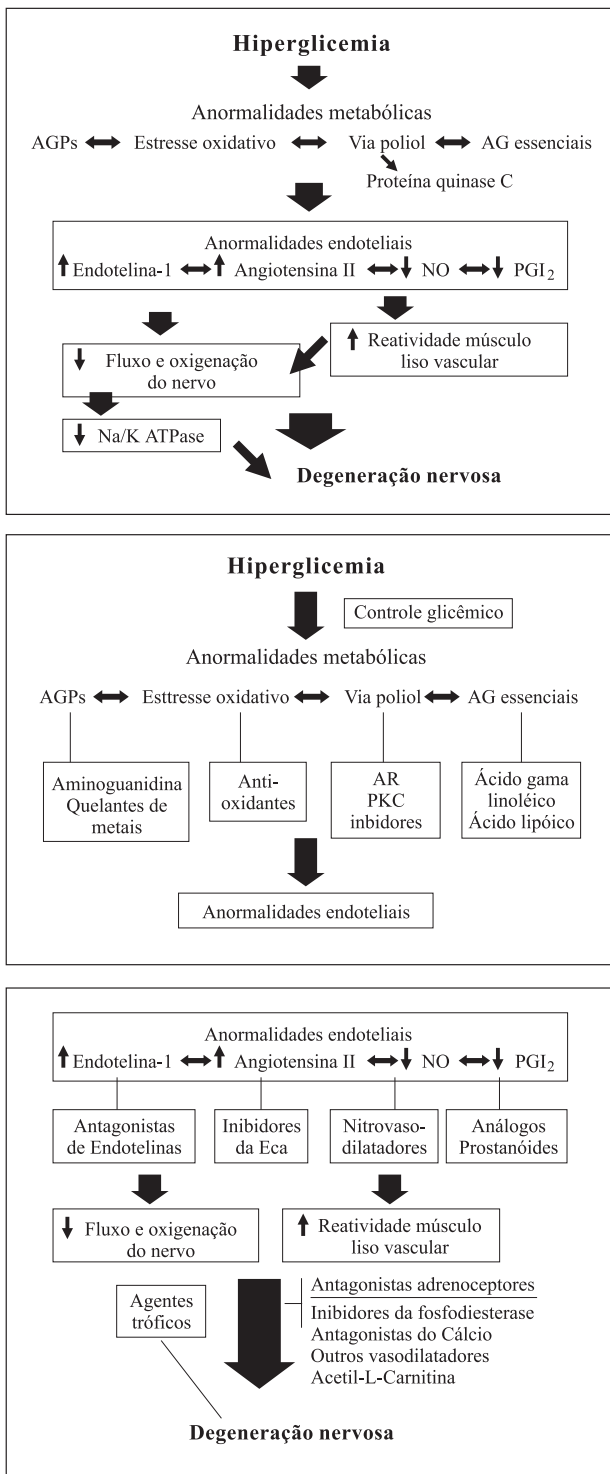 Hiperglicemia
Anormalidades metabólicas
AGPs Estresse oxidativo Via poliol AG essenciais
Proteína quinase C
Anormalidades endoteliais
Endotelina-1 Angiotensina II NO PGI2
Fluxo e oxigenação
do nervo
Reatividade músculo
liso vascular
Na/K ATPase
Degeneração nervosa
Hiperglicemia
Controle glicêmico
Anormalidades metabólicas
AGPs Esttresse oxidativo Via poliol AG essenciais
Aminoguanidina
Quelantes de
metais
Anti-
oxidantes
AR
PKC
inbidores
Ácido gama
linoléico
Ácido lipóico
Anormalidades endoteliais
Anormalidades endoteliais
Endotelina-1 Angiotensina II NO PGI2
Antagonistas
de Endotelinas
Inibidores
da Eca
Nitrovaso-
dilatadores
Análogos
Prostanóides
Fluxo e oxigenação
do nervo
Reatividade músculo
liso vascular
Agentes
tróficos
Antagonistas adrenoceptores
Inibidores da fosfodiesterase
Antagonistas do Cálcio
Outros vasodilatadores
Acetil-L-Carnitina
Degeneração nervosa